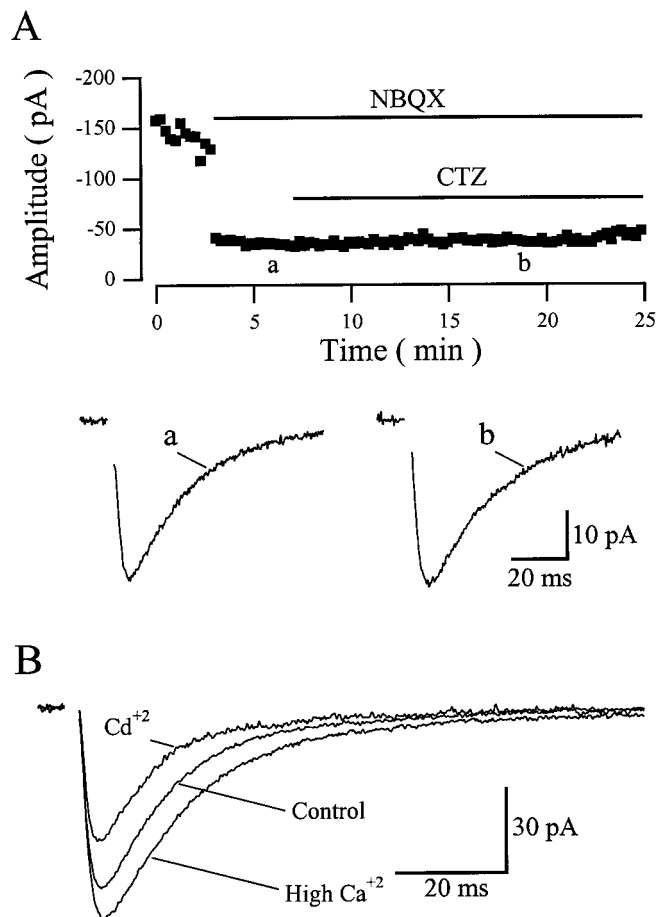 A
Amplitude ( pA )
-200
-150
-100
-50
0
NBQX
CTZ
a
b
0
5
10
15
20
25
Time ( min )
a
b
10 pA
20 ms
B
Cd+2
Control
High Ca+2
30 pA
20 ms